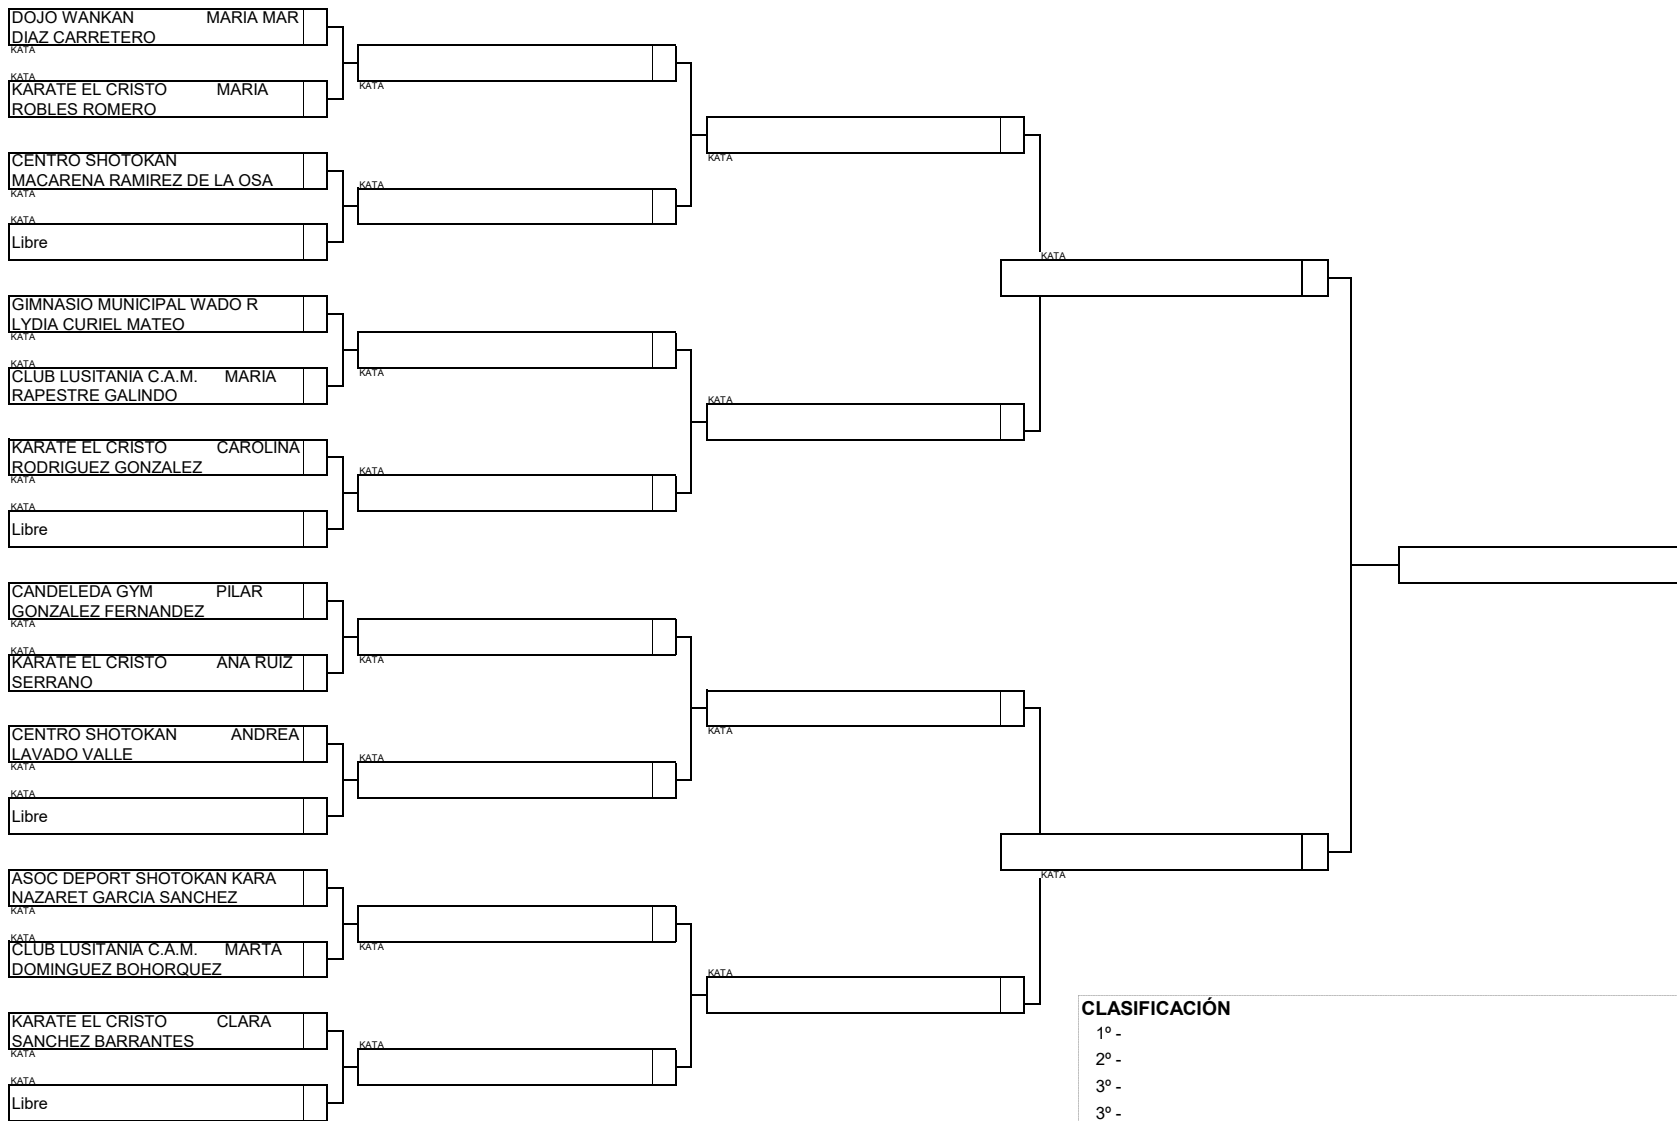 DOJO WANKAN MARIA MAR
DIAZ CARRETERO
KATA
KATA
KARATE EL CRISTO MARIA
ROBLES ROMERO
KATA
CENTRO SHOTOKAN
MACARENA RAMIREZ DE LA OSA
KATA
KATA
Libre
KATA
KATA
KATA
GIMNASIO MUNICIPAL WADO R
LYDIA CURIEL MATEO
KATA
KATA
CLUB LUSITANIA C.A.M. MARIA
RAPESTRE GALINDO
KATA
KATA
KARATE EL CRISTO CAROLINA
RODRIGUEZ GONZALEZ
KATA
KATA
KATA
Libre
CANDELEDA GYM PILAR
GONZALEZ FERNANDEZ
KATA
KATA
KARATE EL CRISTO ANA RUIZ
SERRANO
KATA
CENTRO SHOTOKAN ANDREA
LAVADO VALLE
KATA
KATA
KATA
KATA
Libre
ASOC DEPORT SHOTOKAN KARA
NAZARET GARCIA SANCHEZ
KATA
KATA
KATA
CLUB LUSITANIA C.A.M. MARTA
DOMINGUEZ BOHORQUEZ
KATA
KATA
KARATE EL CRISTO CLARA
SANCHEZ BARRANTES
KATA
KATA
KATA
Libre
CLASIFICACIÓN
1º -
2º -
3º -
3º -